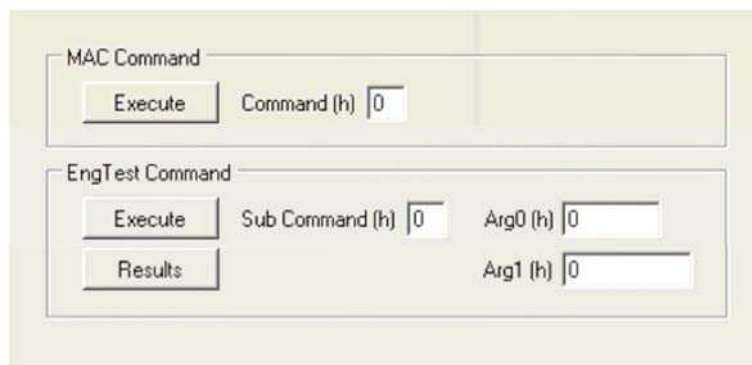 MAC Command
Execute Command (h) 0
EngTest Command
Execute Sub Command (h) 0 Arg0 (h) 0
Results Arg1 (h) 0